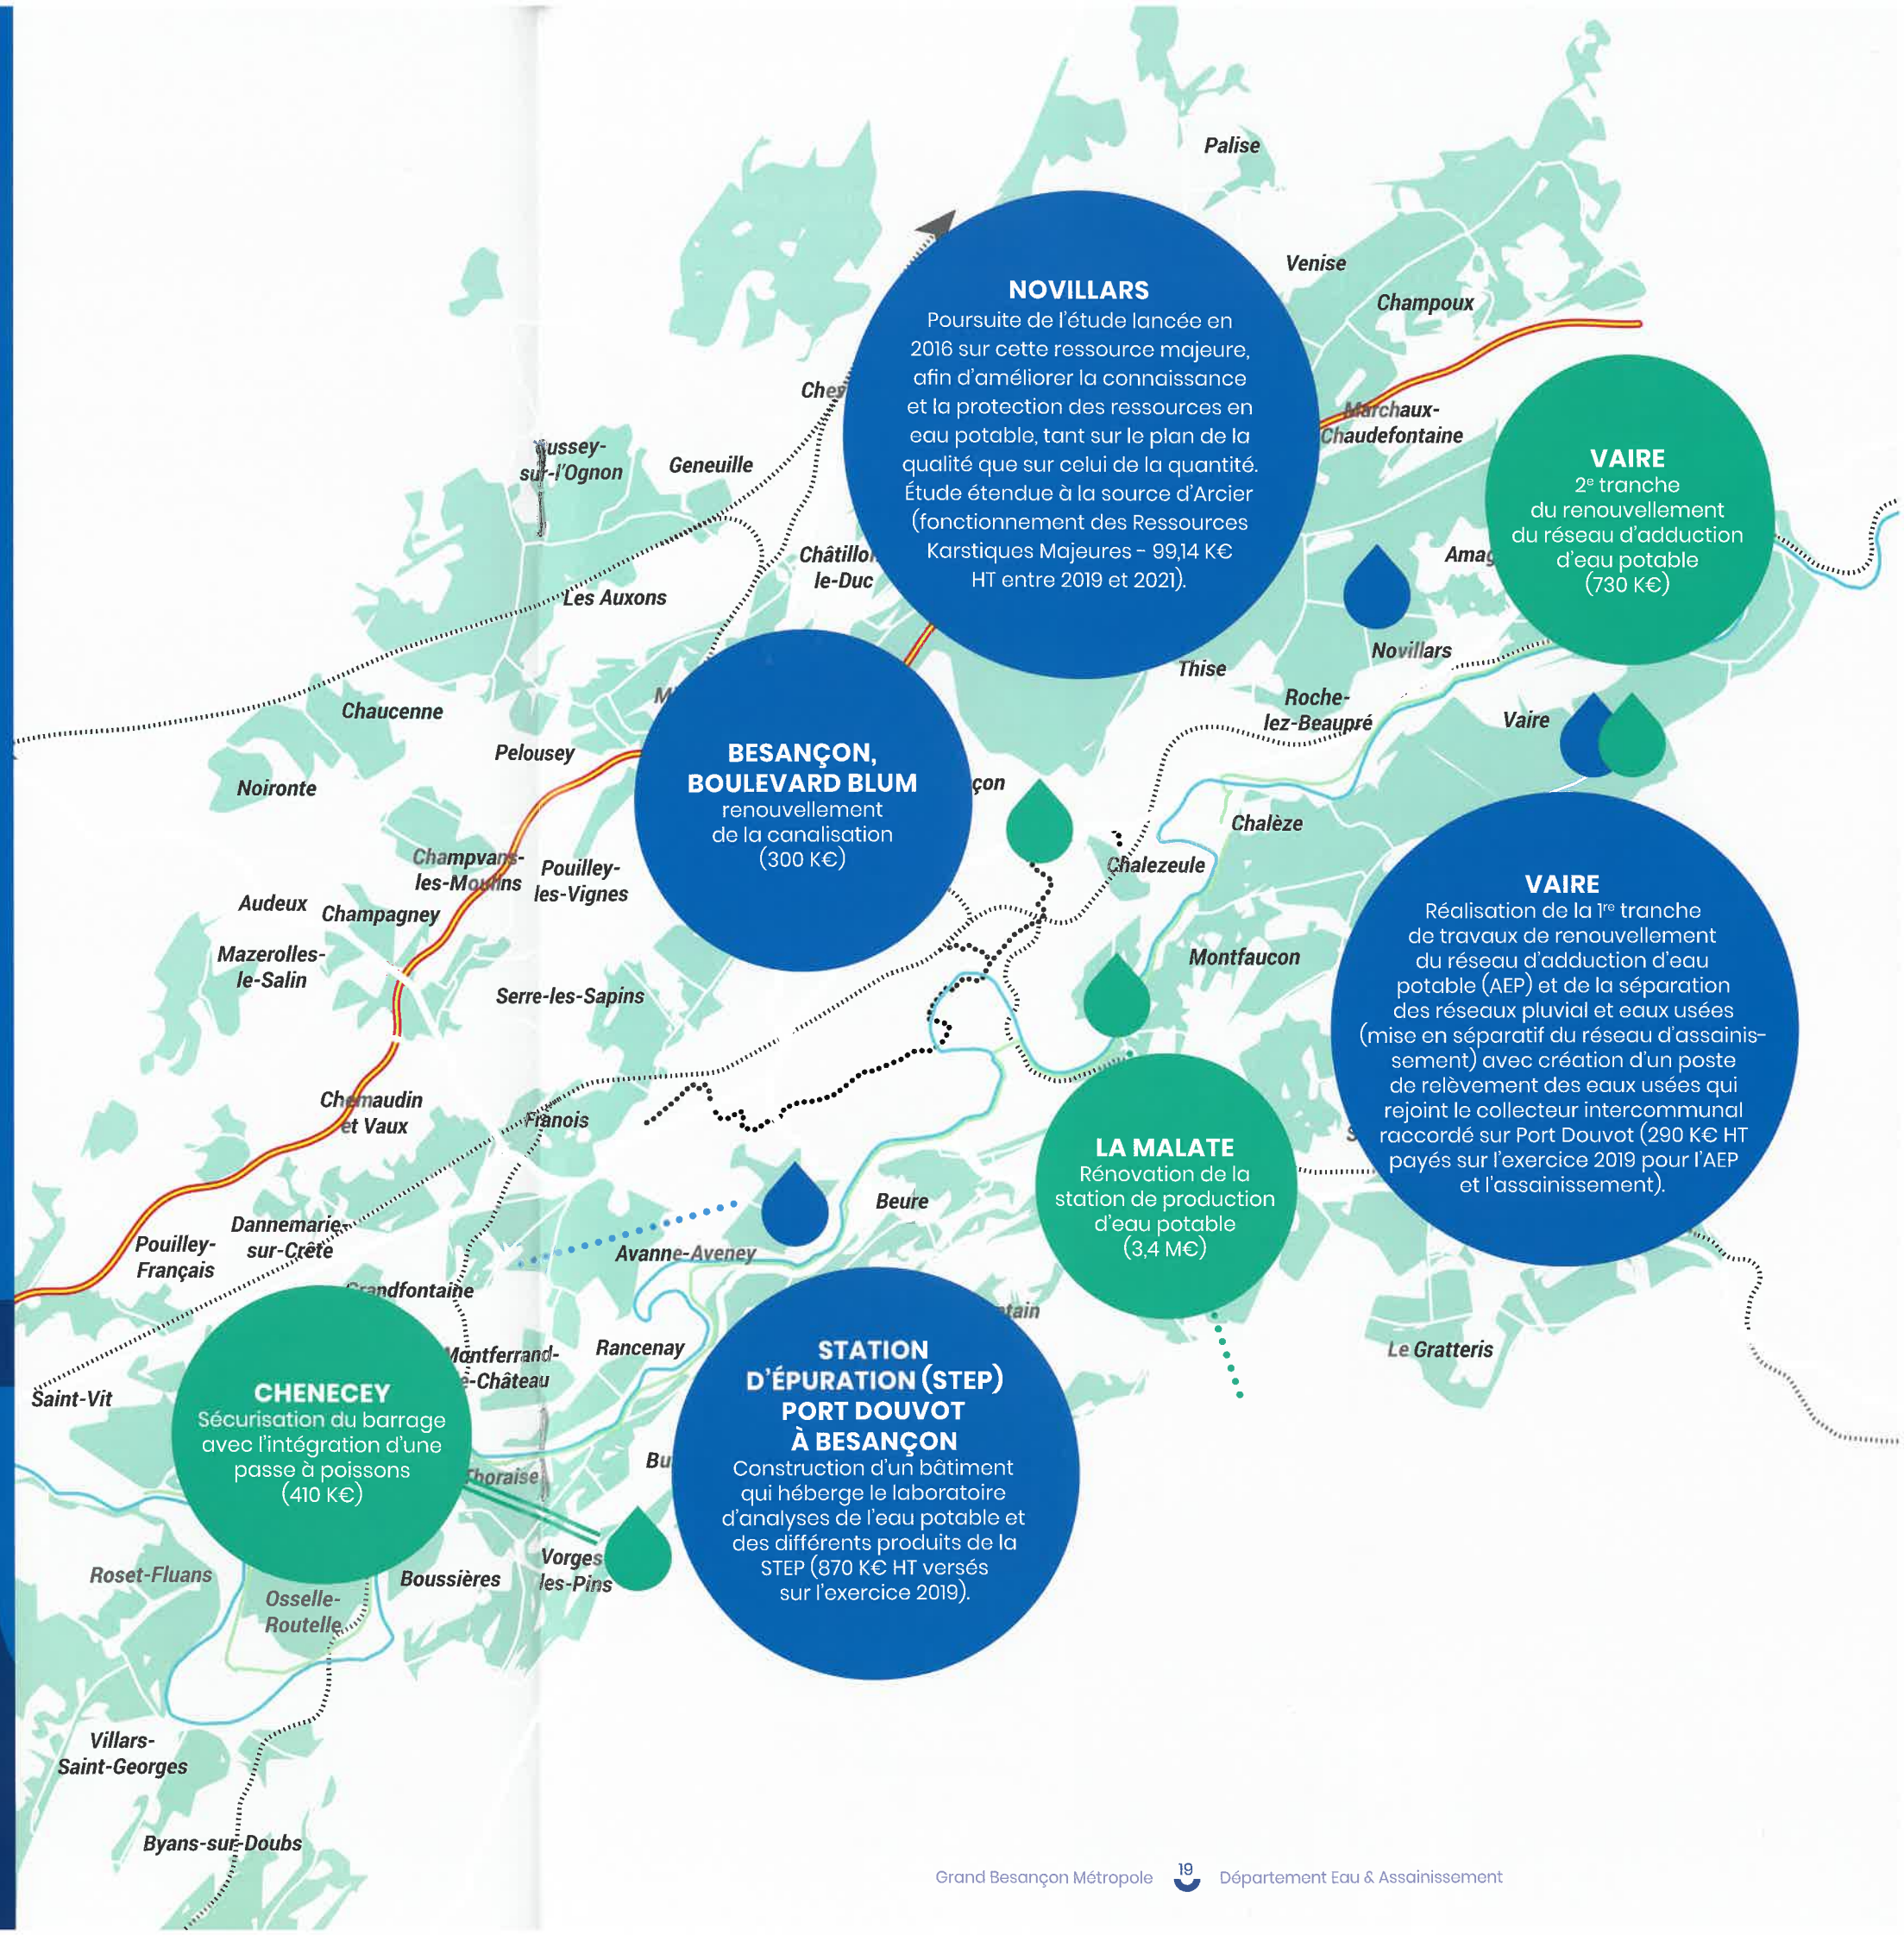 Palise
Venise
Champoux
NOVILLARS
Poursuite de l'étude lancée en
2016 sur cette ressource majeure,
afin d'améliorer la connaissance
et la protection des ressources en
eau potable, tant sur le plan de la
qualité que sur celui de la quantité.
Étude étendue à la source d'Arcier
(fonctionnement des Ressources
Karstiques Majeures - 99,14 K€
HT entre 2019 et 2021).
Marchaux-
Chaudefontaine
VAIRE
2e tranche
du renouvellement
du réseau d'adduction
d'eau potable
(730 K€)
sur-l'Ognon
Geneuille
Les Auxons
le-Duc
Novillars
Thise
Roche-
lez-Beaupré
Vaire
Chaucenne
Pelousey
Noironte
BESANÇON,
BOULEVARD BLUM
renouvellement
de la canalisation
(300 K€)
Chalèze
Chalezeule
Montfaucon
Champvans-
les-Moulins
Pouilley-
les-Vignes
Audeux
Champagney
Mazerolles-
le-Salin
Serre-les-Sapins
VAIRE
Réalisation de la 1re tranche
de travaux de renouvellement
du réseau d'adduction d'eau
potable (AEP) et de la séparation
des réseaux pluvial et eaux usées
(mise en séparatif du réseau d'assainis-
sement) avec création d'un poste
de relèvement des eaux usées qui
rejoint le collecteur intercommunal
raccordé sur Port Douvot (290 K€ HT
payés sur l'exercice 2019 pour l'AEP
et l'assainissement).
Chemaudin
et Vaux
Franois
LA MALATE
Rénovation de la
station de production
d'eau potable
(3,4 M€)
Beure
Dannemarie-
sur-Crête
Pouilley-
Français
Avanne-Aveney
Grandfontaine
Le Gratteris
Rancenay
Montferrand-
Saint-Vit
CHENECEY
Sécurisation du barrage
avec l'intégration d'une
passe à poissons
(410 K€)
Thoraise
STATION
D'ÉPURATION (STEP)
PORT DOUVOT
À BESANÇON
Construction d'un bâtiment
qui héberge le laboratoire
d'analyses de l'eau potable et
des différents produits de la
STEP (870 K€ HT versés
sur l'exercice 2019).
Roset-Fluans
Osselle-
Routelle
Boussières
Vorges
les-Pins
Villars-
Saint-Georges
Byans-sur-Doubs
Grand Besançon Métropole 19 Département Eau & Assainissement